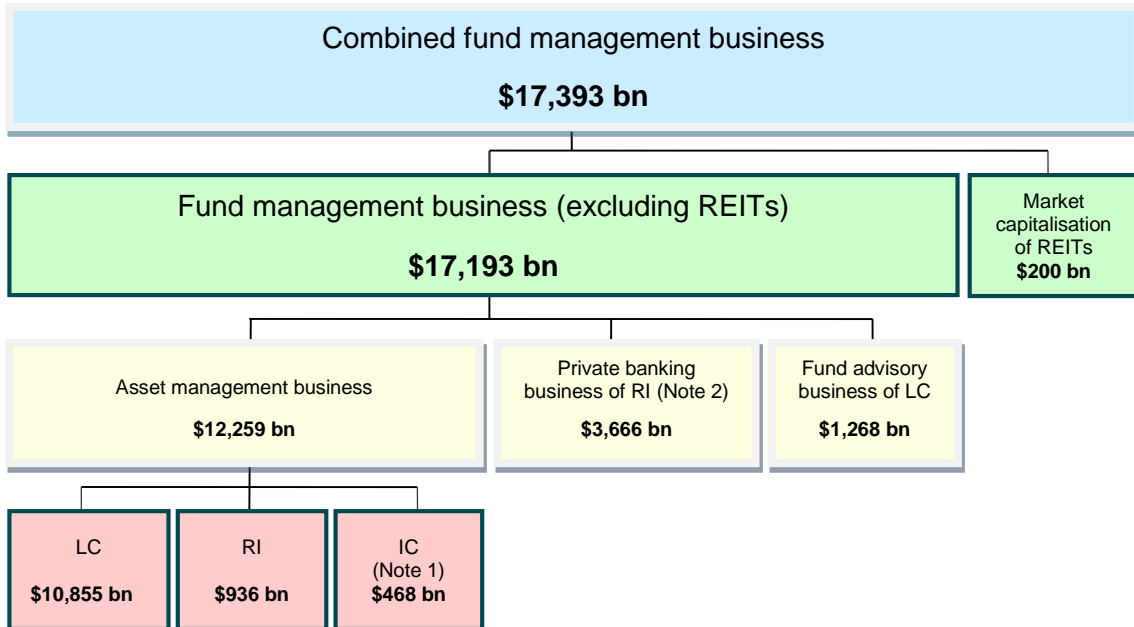 Combined fund management business
$17,393 bn
Fund management business (excluding REITs)
$17,193 bn
Market
capitalisation
of REITs
$200 bn
Asset management business
$12,259 bn
Private banking
business of RI (Note 2)
$3,666 bn
Fund advisory
business of LC
$1,268 bn
LC
$10,855 bn
RI
$936 bn
IC
(Note 1)
$468 bn